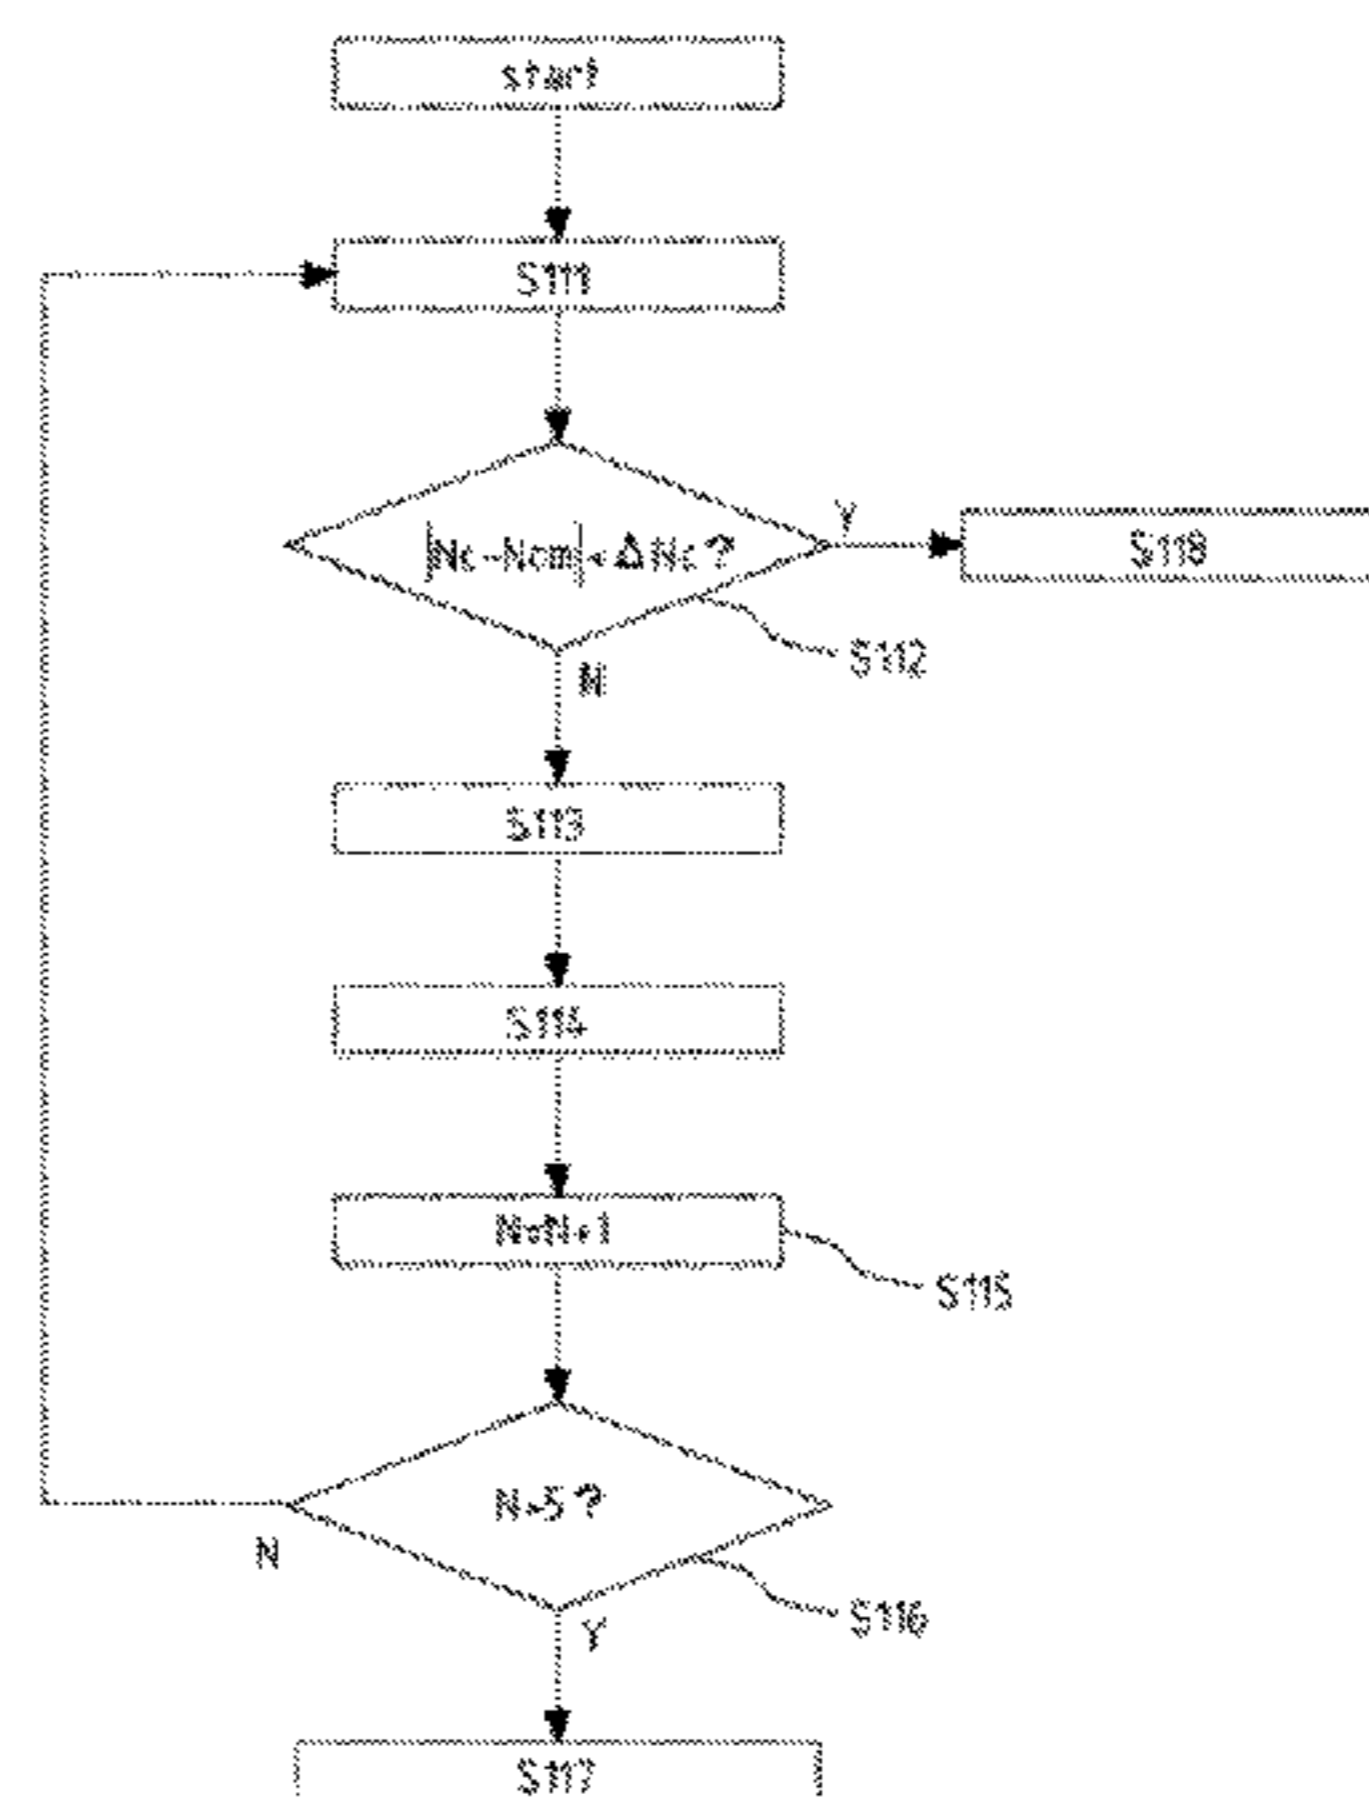 start
S111
|Nc-Ncm|<ΔNc?
Y
S118
S112
N
S113
S114
N=N+1
S115
N>5?
N
S116
Y
S117